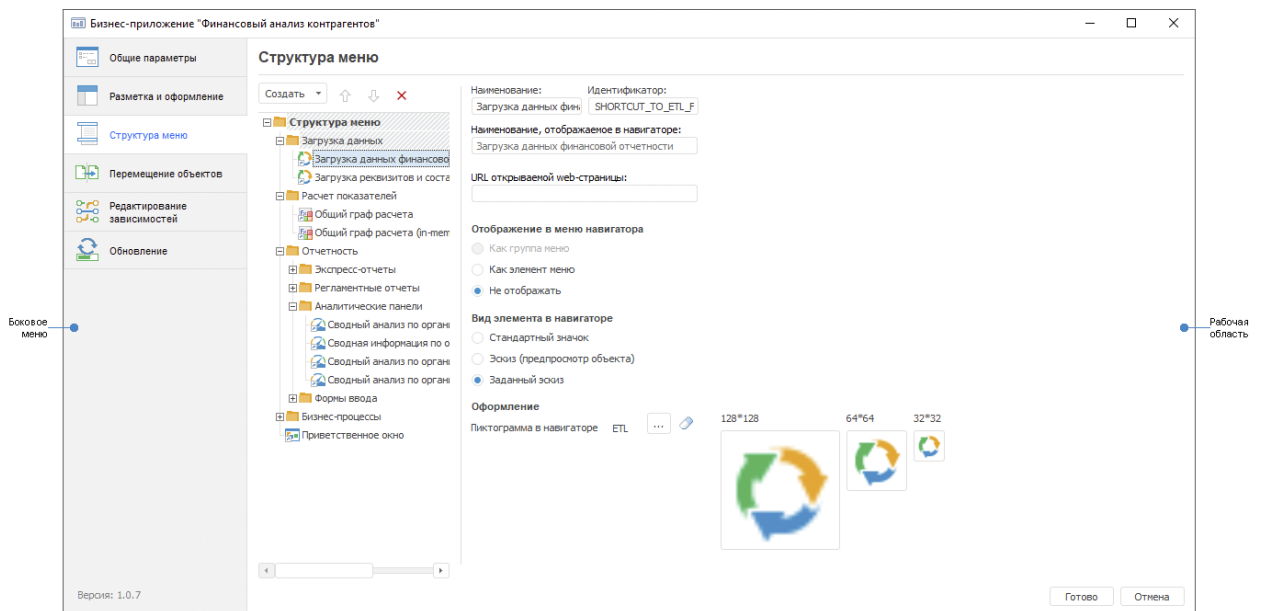 Бизнес-приложение "Финансовый анализ контрагентов"
Общие параметры
Разметка и оформление
Структура меню
Перемещение объектов
Редактирование
зависимостей
Обновление
Версия: 1.0.7
Боковое
меню
Структура меню
Создать
Структура меню
Загрузка данных
Загрузка данных финансово
Загрузка реквизитов и соста
Расчет показателей
Общий граф расчета
Общий граф расчета (in-mem
Отчетность
Экспресс-отчеты
Регламентные отчеты
Аналитические панели
Сводный анализ по органи
Сводная информация по о
Сводный анализ по органи
Сводный анализ по органи
Формы ввода
Бизнес-процессы
Приветственное окно
Наименование: Идентификатор:
Загрузка данных фина SHORTCUT_TO_ETL_F
Наименование, отображаемое в навигаторе:
Загрузка данных финансовой отчетности
URL открываемой web-страницы:
Отображение в меню навигатора
Как группа меню
Как элемент меню
Не отображать
Вид элемента в навигаторе
Стандартный значок
Эскиз (предпросмотр объекта)
Заданный эскиз
Оформление
Пиктограмма в навигаторе ETL ...
128*128 64*64 32*32
Готово Отмена
Рабочая
область